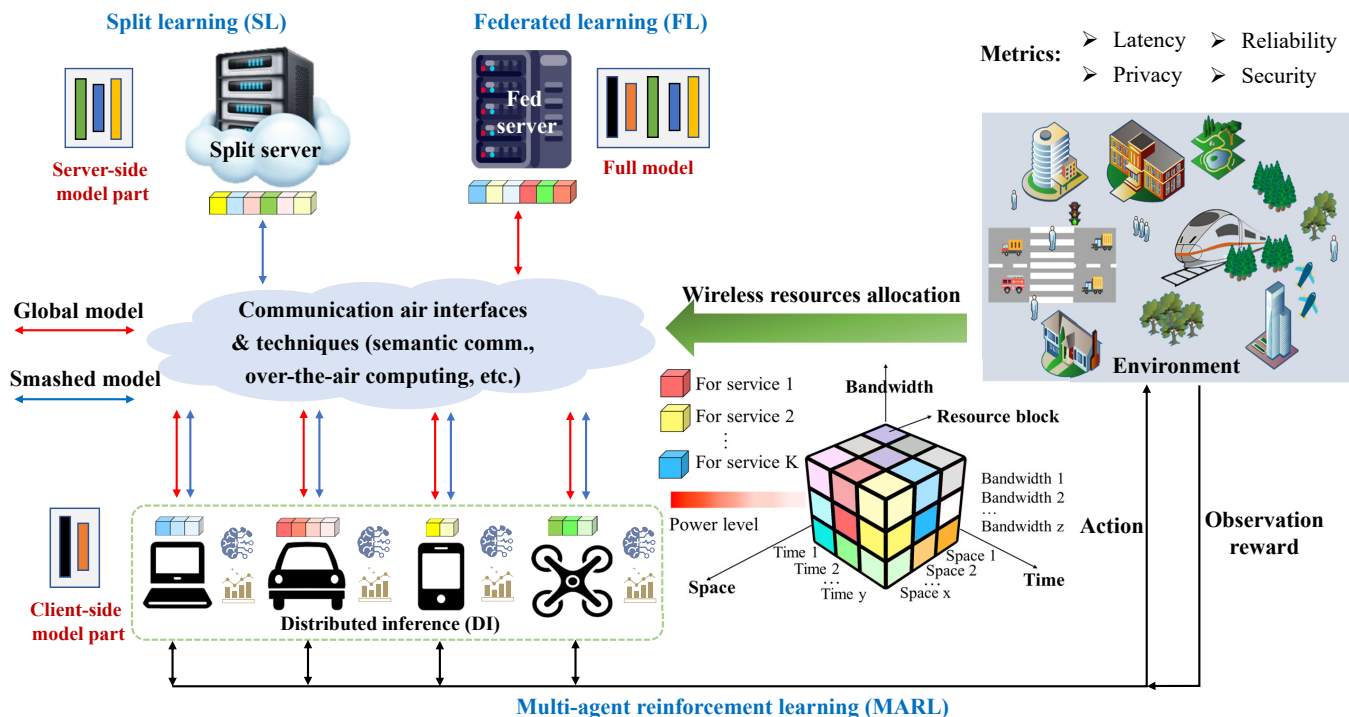 Split learning (SL)
Federated learning (FL)
Metrics:
➢ Latency
➢ Reliability
➢ Privacy
➢ Security
Split server
Fed
server
Server-side
model part
Full model
Global model
Smashed model
Communication air interfaces
& techniques (semantic comm.,
over-the-air computing, etc.)
Wireless resources allocation
Environment
For service 1
For service 2
⋮
For service K
Power level
Bandwidth
Resource block
Bandwidth 1
Bandwidth 2
...
Bandwidth z
Time 1
Time 2
...
Time y
Space 1
Space 2
...
Space x
Space
Time
Action
Observation
reward
Client-side
model part
Distributed inference (DI)
Multi-agent reinforcement learning (MARL)